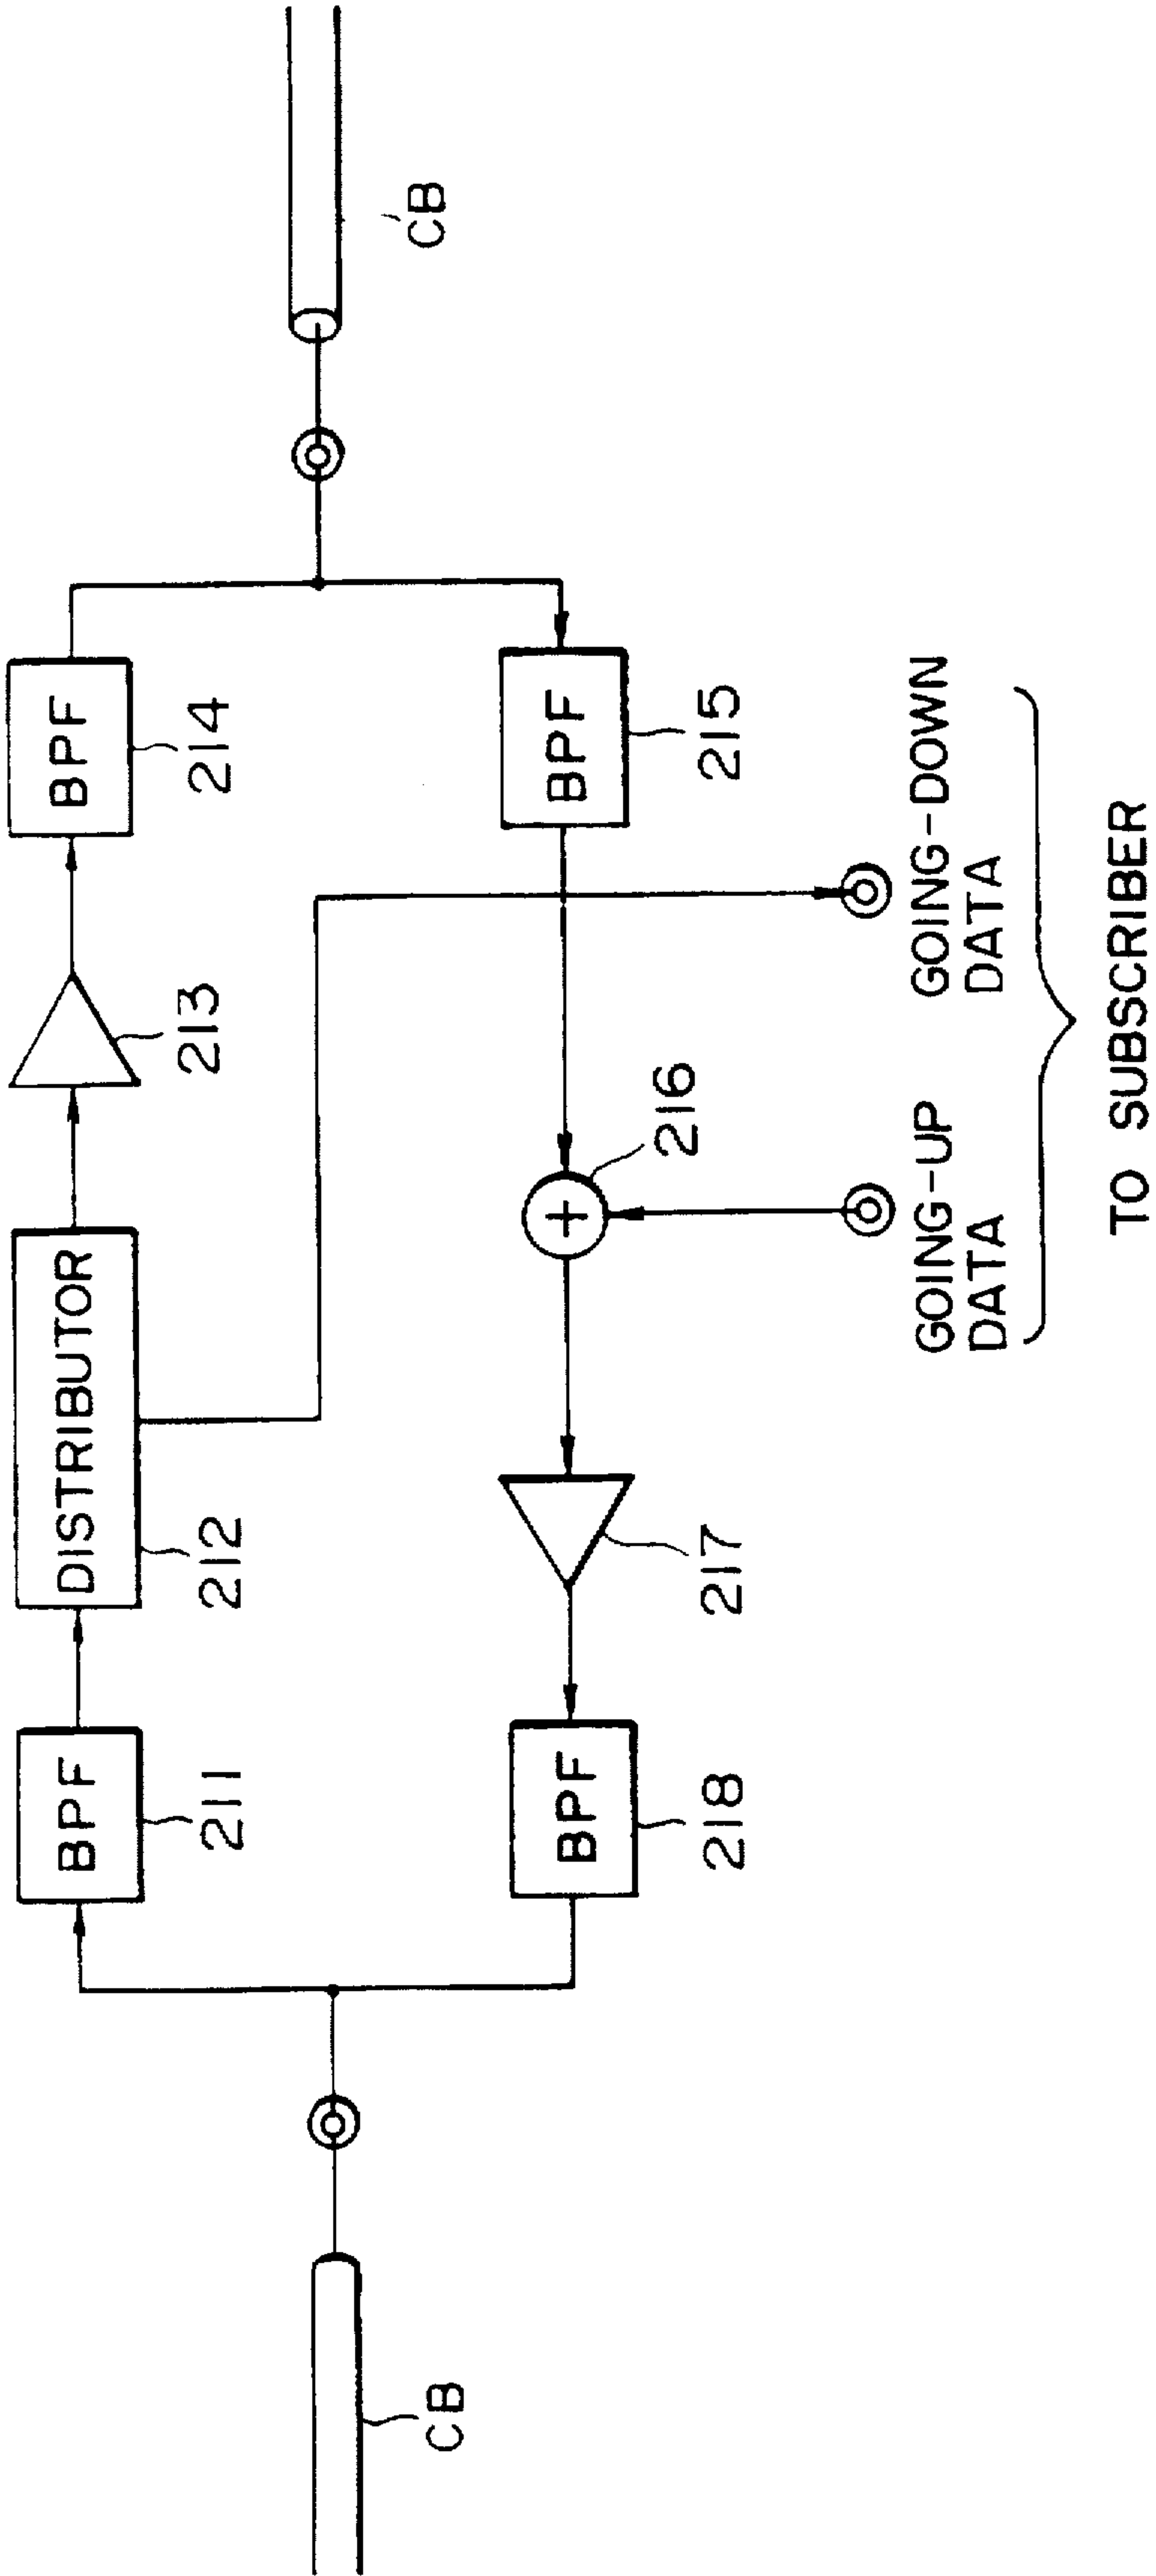 BPF
211
DISTRIBUTOR
212
213
BPF
214
CB
CB
BPF
218
217
216
BPF
215
GOING-UP
DATA
GOING-DOWN
DATA
TO SUBSCRIBER